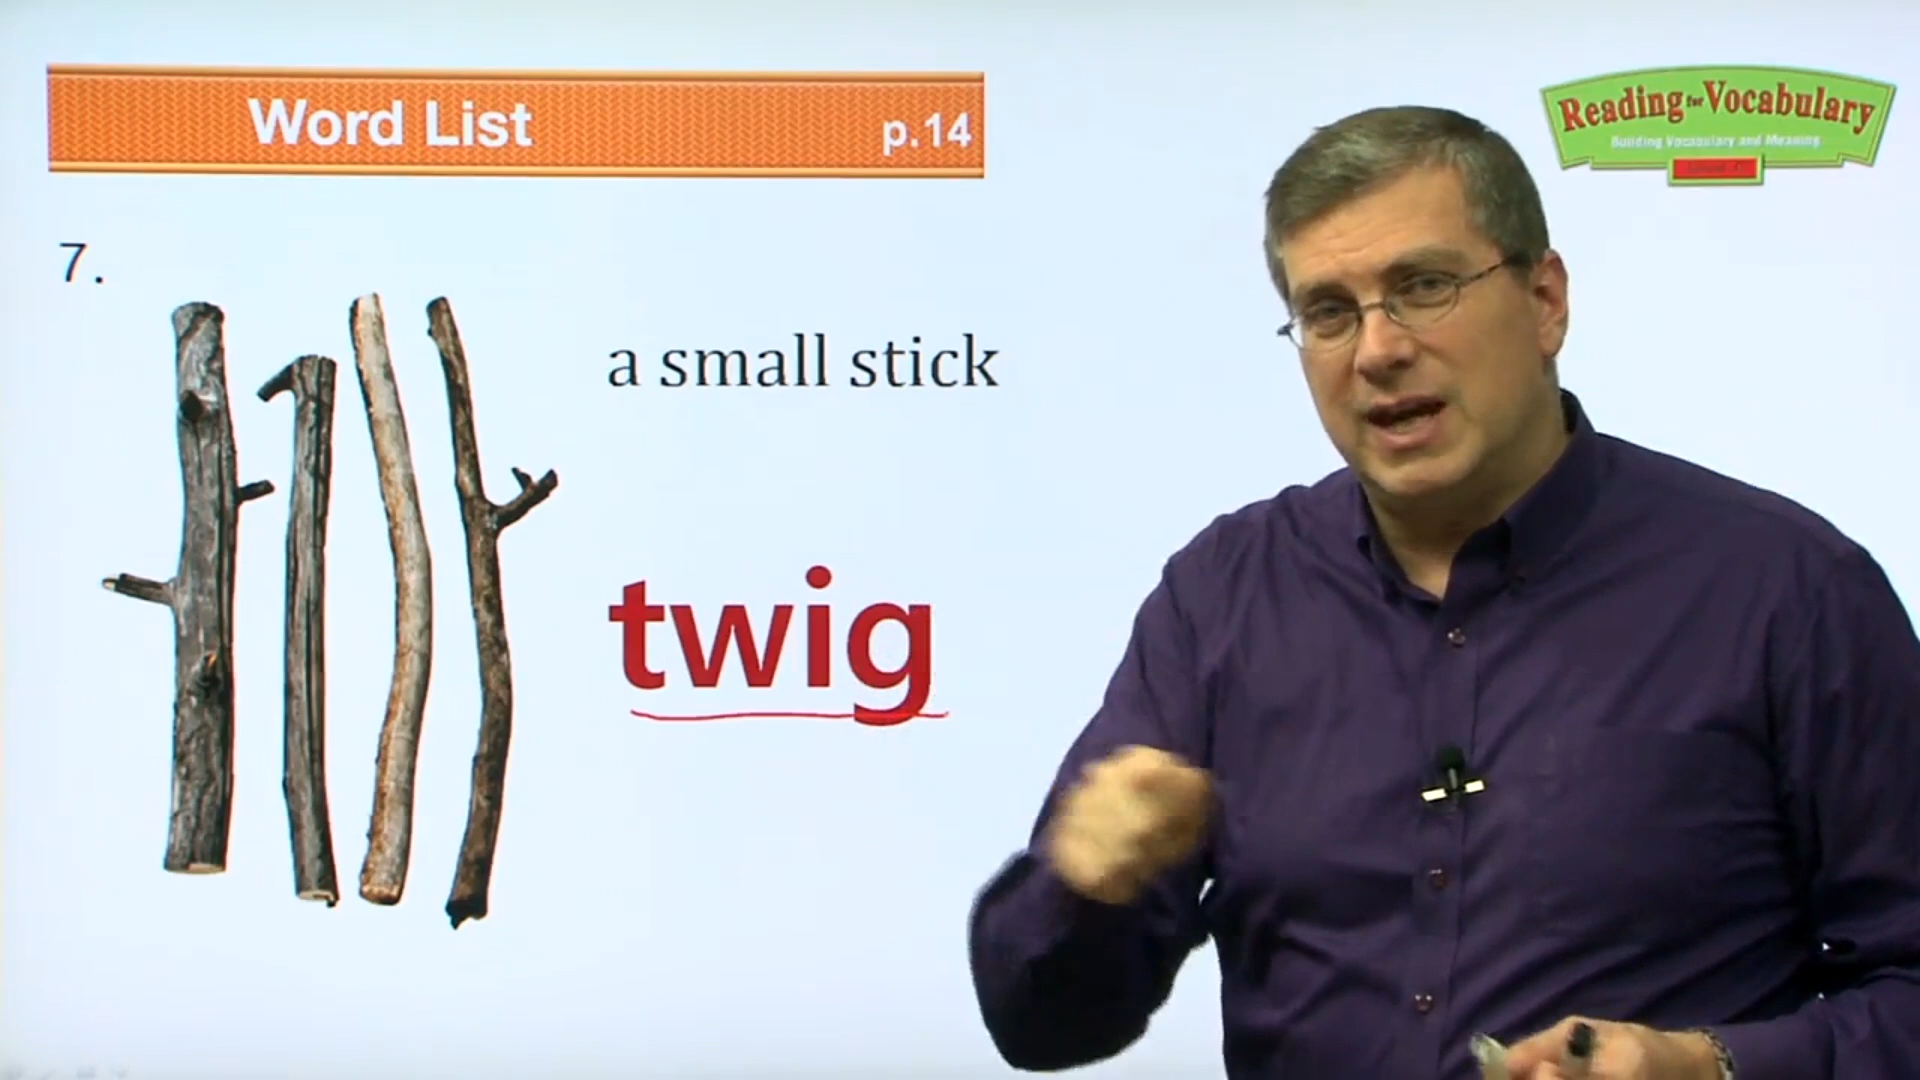 Word List
p.14
Reading for Vocabulary
Building Vocabulary and Meaning
7.
a small stick
twig